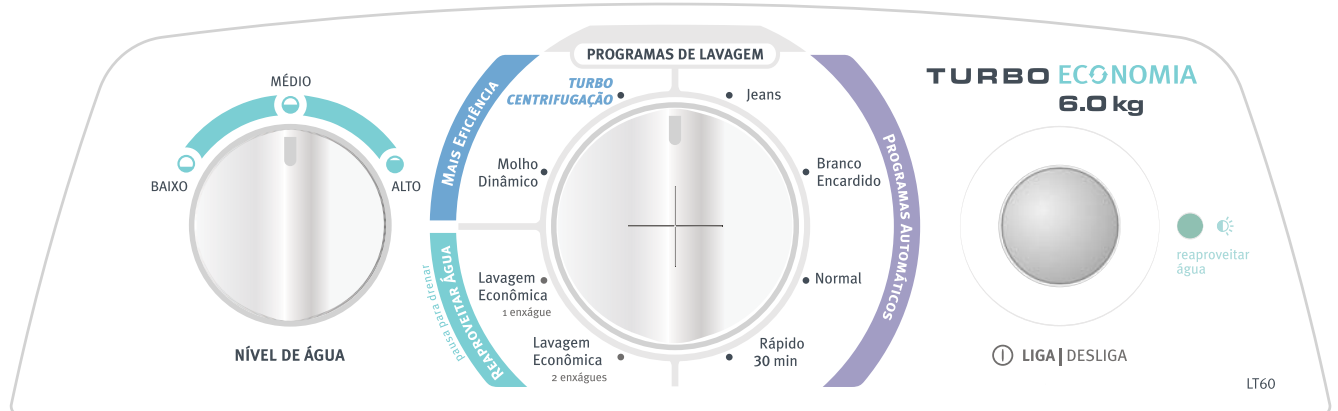 MÉDIO
BAIXO
ALTO
NÍVEL DE ÁGUA
PROGRAMAS DE LAVAGEM
MAIS EFICIÊNCIA
REAPROVEITAR ÁGUA
pausa para drenar
TURBO
CENTRIFUGAÇÃO
Molho
Dinâmico
Lavagem
Econômica
1 enxágue
Lavagem
Econômica
2 enxágues
Jeans
Branco
Encardido
Normal
Rápido
30 min
PROGRAMAS AUTOMÁTICOS
TURBO ECONOMIA
6.0 kg
reaproveitar
água
LIGA | DESLIGA
LT60